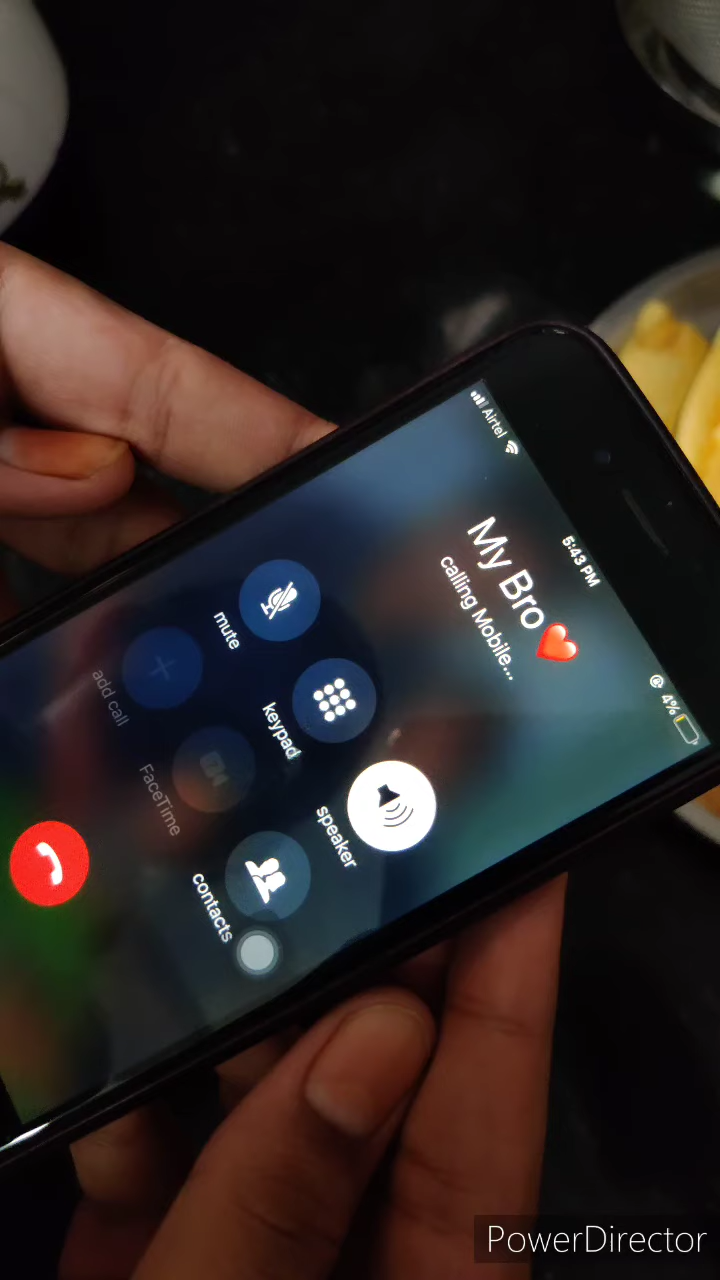 Airtel
5:43 PM
4%
My Bro❤️
calling Mobile...
mute
keypad
speaker
add call
FaceTime
contacts
PowerDirector